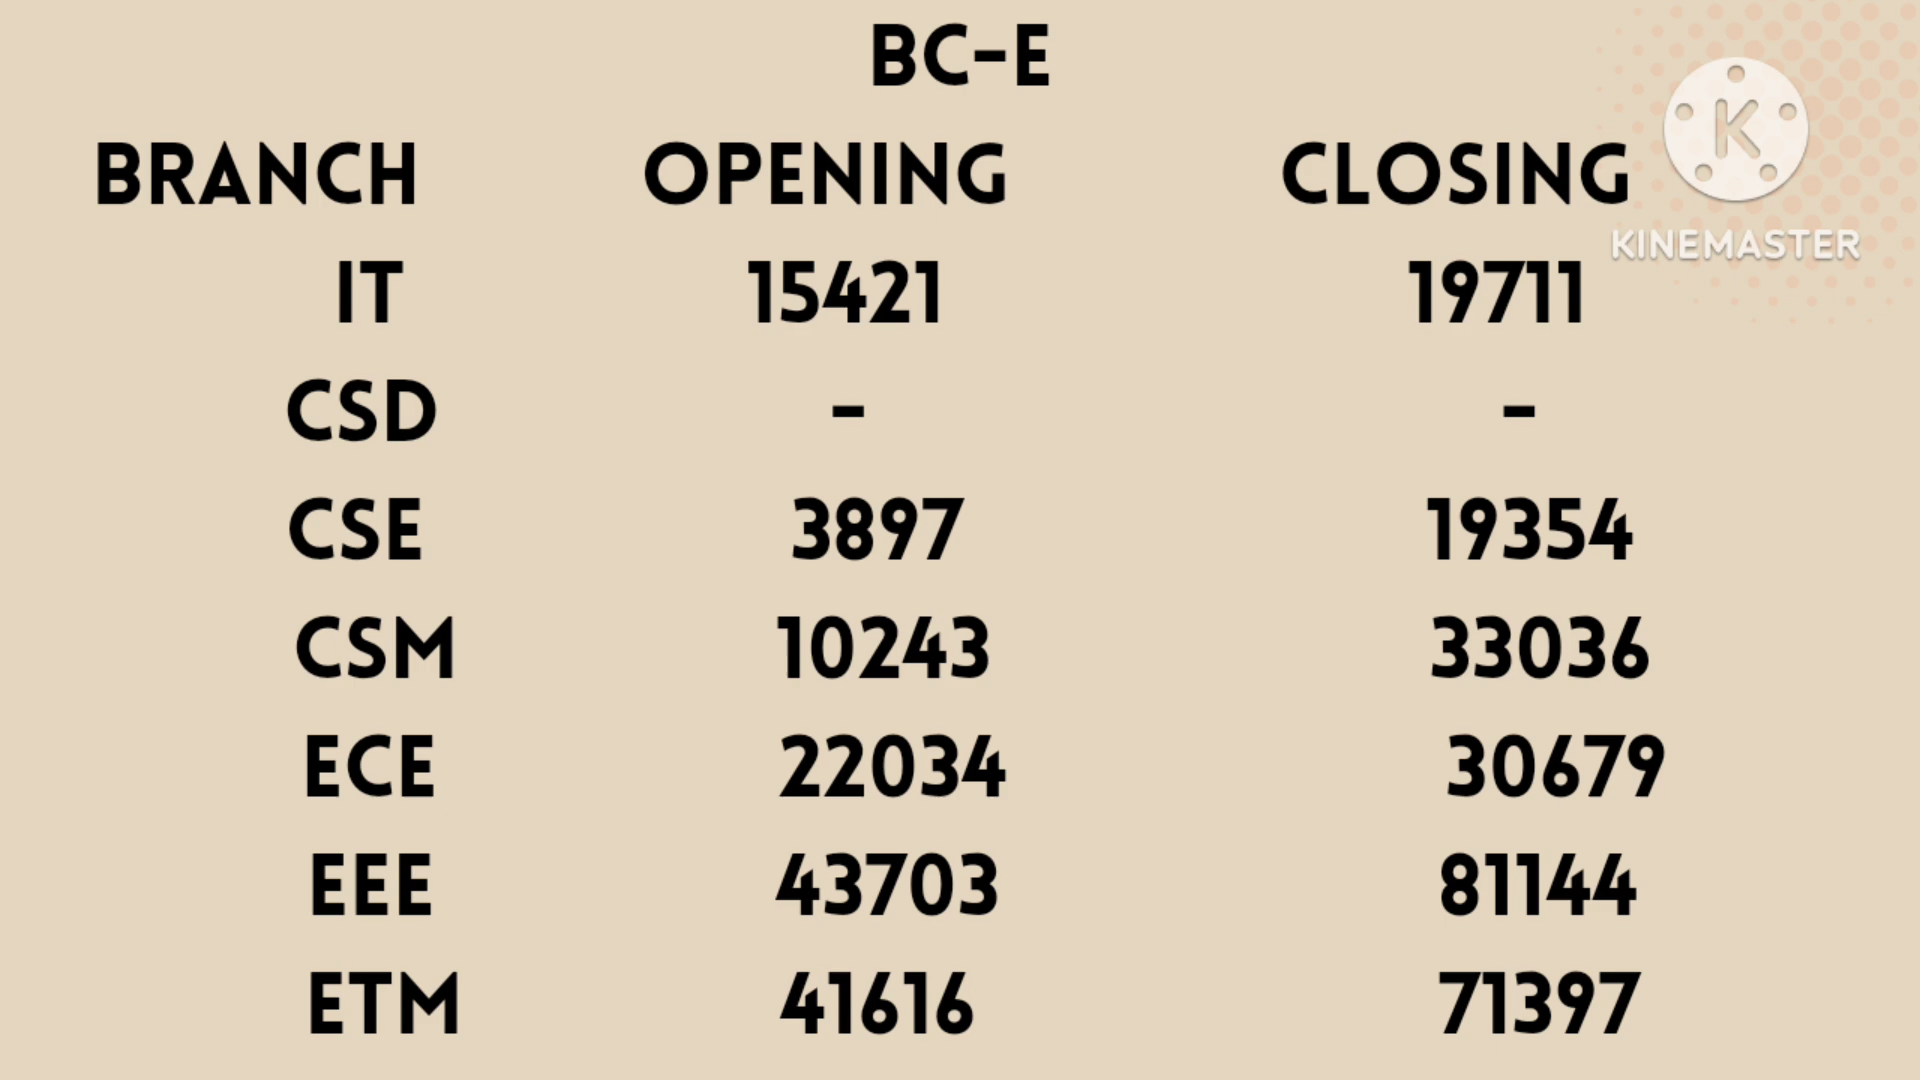 BC-E
BRANCH OPENING CLOSING
K
KINEMASTER
IT 15421 19711
CSD - -
CSE 3897 19354
CSM 10243 33036
ECE 22034 30679
EEE 43703 81144
ETM 41616 71397